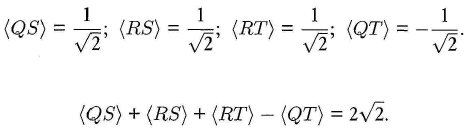 ⟨QS⟩ = 1/√2; ⟨RS⟩ = 1/√2; ⟨RT⟩ = 1/√2; ⟨QT⟩ = −1/√2.
⟨QS⟩ + ⟨RS⟩ + ⟨RT⟩ − ⟨QT⟩ = 2√2.